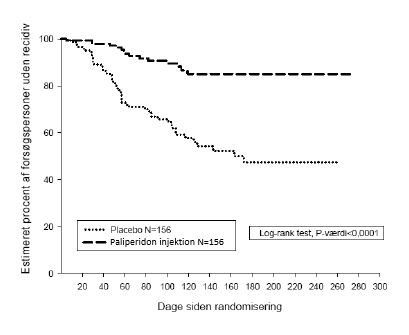 Estimeret procent af forsøgspersoner uden recidiv
100
80
60
40
20
0
20 40 60 80 100 120 140 160 180 200 220 240 260 280 300
Placebo N=156
Paliperidon injektion N=156
Log-rank test, P-værdi<0,0001
Dage siden randomisering